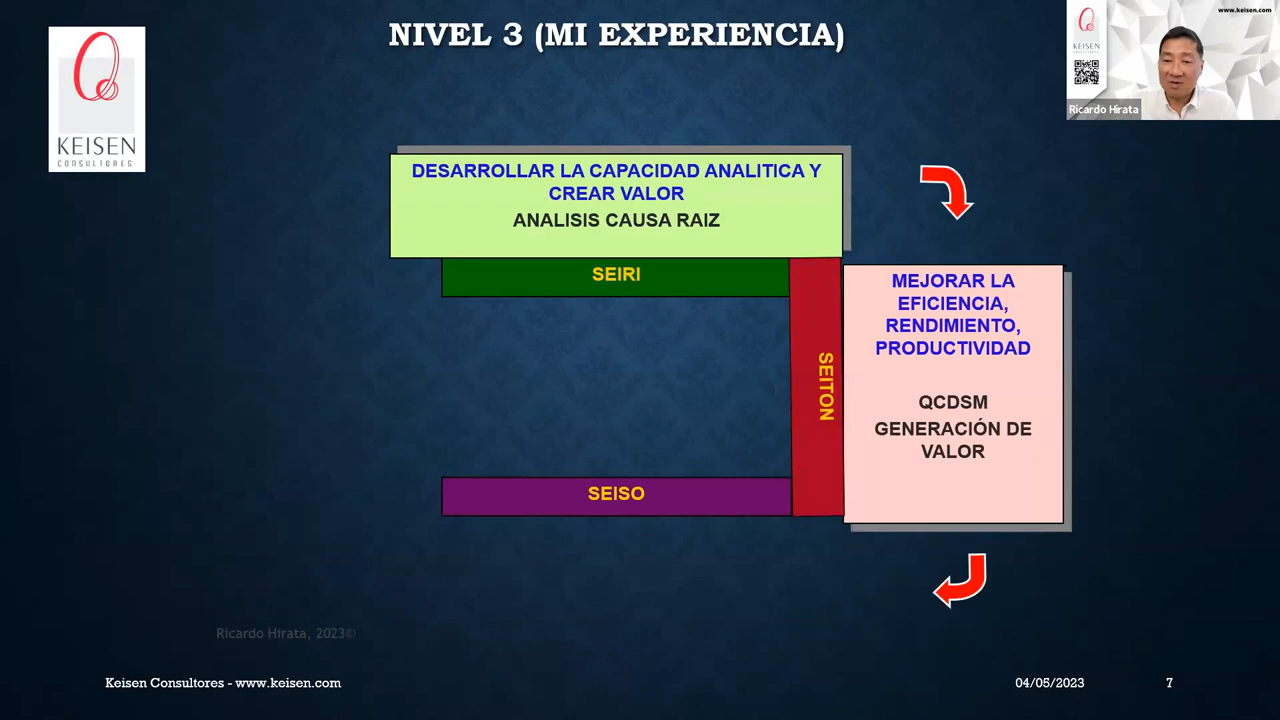 NIVEL 3 (MI EXPERIENCIA)
KEISEN
CONSULTORES
www.keisen.com
KEISEN
Ricardo Hirata
DESARROLLAR LA CAPACIDAD ANALITICA Y
CREAR VALOR
ANALISIS CAUSA RAIZ
SEIRI
MEJORAR LA
EFICIENCIA,
RENDIMIENTO,
PRODUCTIVIDAD
QCDSM
GENERACIÓN DE
VALOR
SEITON
SEISO
Ricardo Hirata, 2023©
Keisen Consultores - www.keisen.com
04/05/2023
7